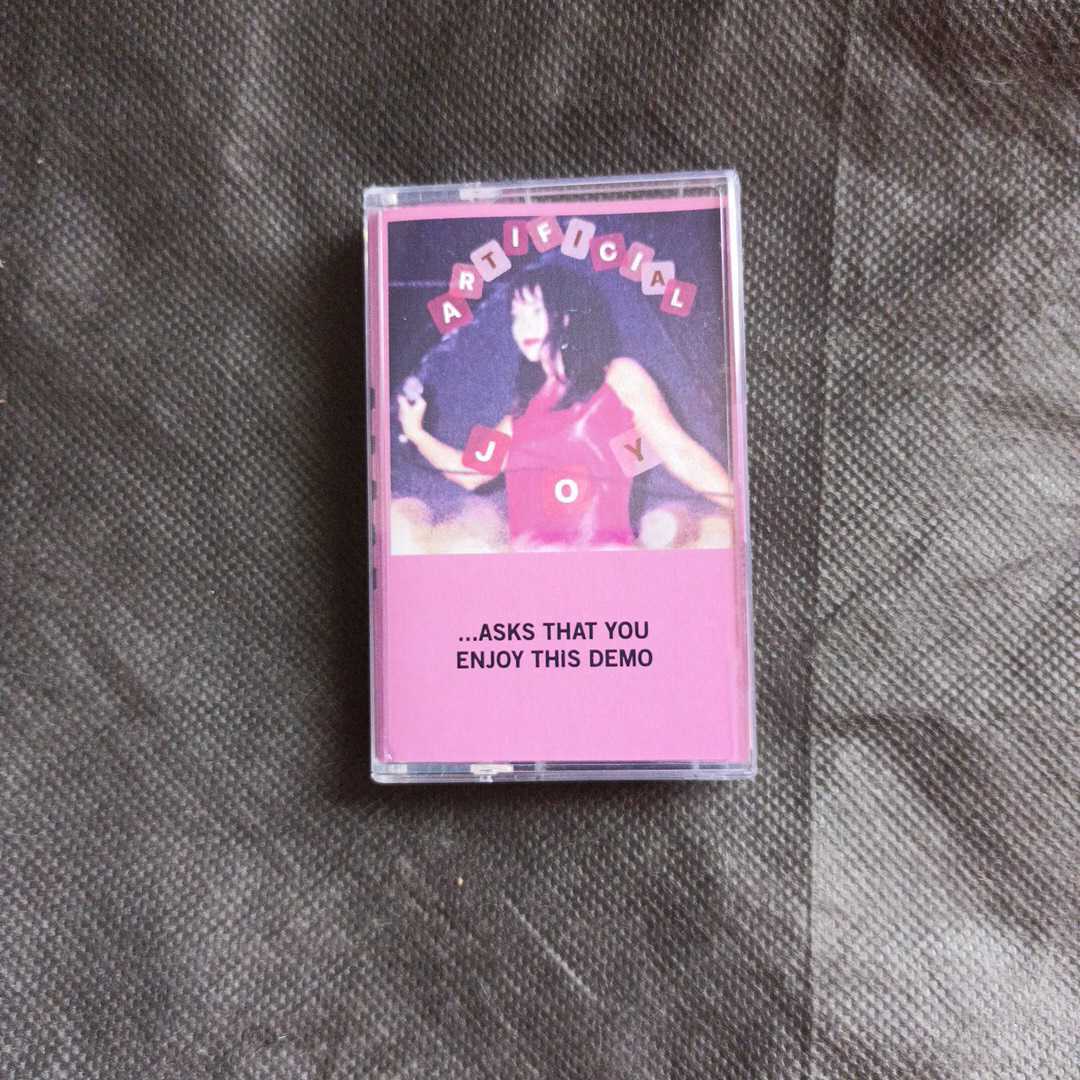 ARTIFICIAL
JOY
...ASKS THAT YOU
ENJOY THiS DEMO